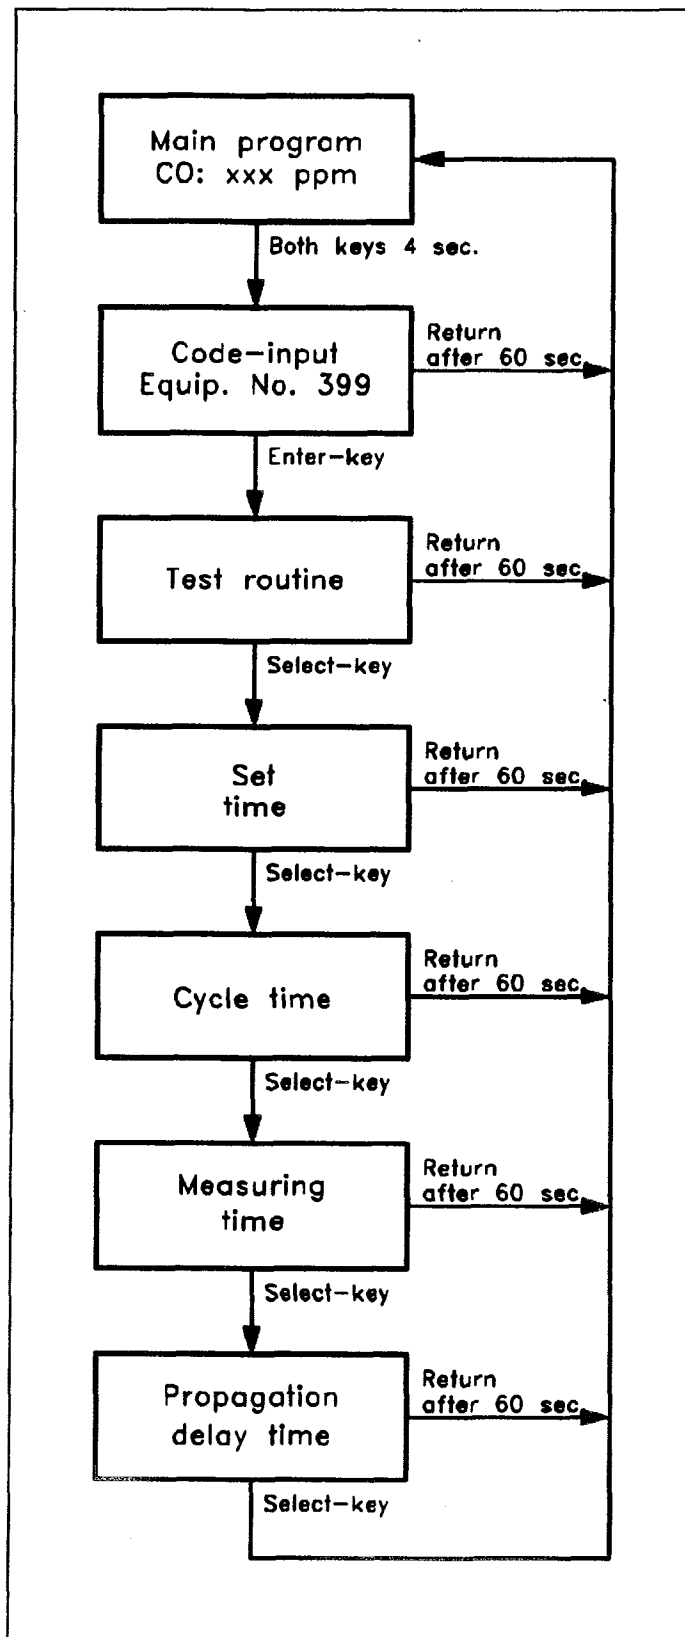 Main program
CO: xxx ppm
Both keys 4 sec.
Code-input
Equip. No. 399
Return
after 60 sec.
Enter-key
Test routine
Return
after 60 sec.
Select-key
Set
time
Return
after 60 sec.
Select-key
Cycle time
Return
after 60 sec.
Select-key
Measuring
time
Return
after 60 sec.
Select-key
Propagation
delay time
Return
after 60 sec.
Select-key